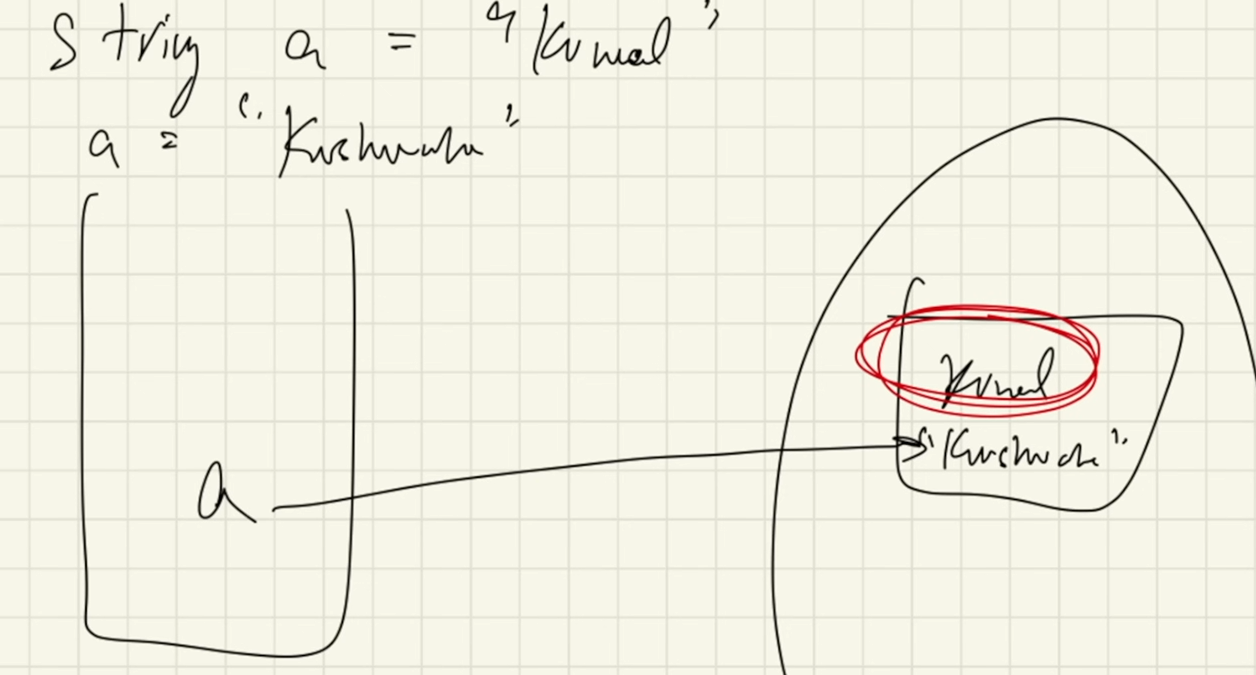 String a = "Kunal"
a = "Kushwaha"
Kunal
a
"Kushwaha"